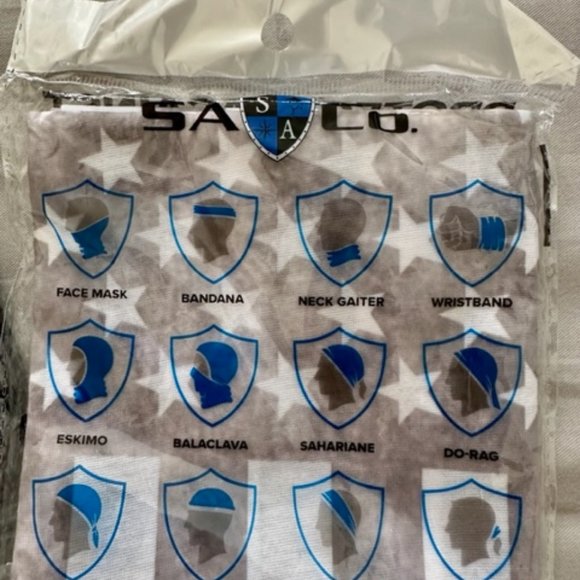 SA CO.
S
A
FACE MASK BANDANA NECK GAITER WRISTBAND
ESKIMO BALACLAVA SAHARIANE DO-RAG